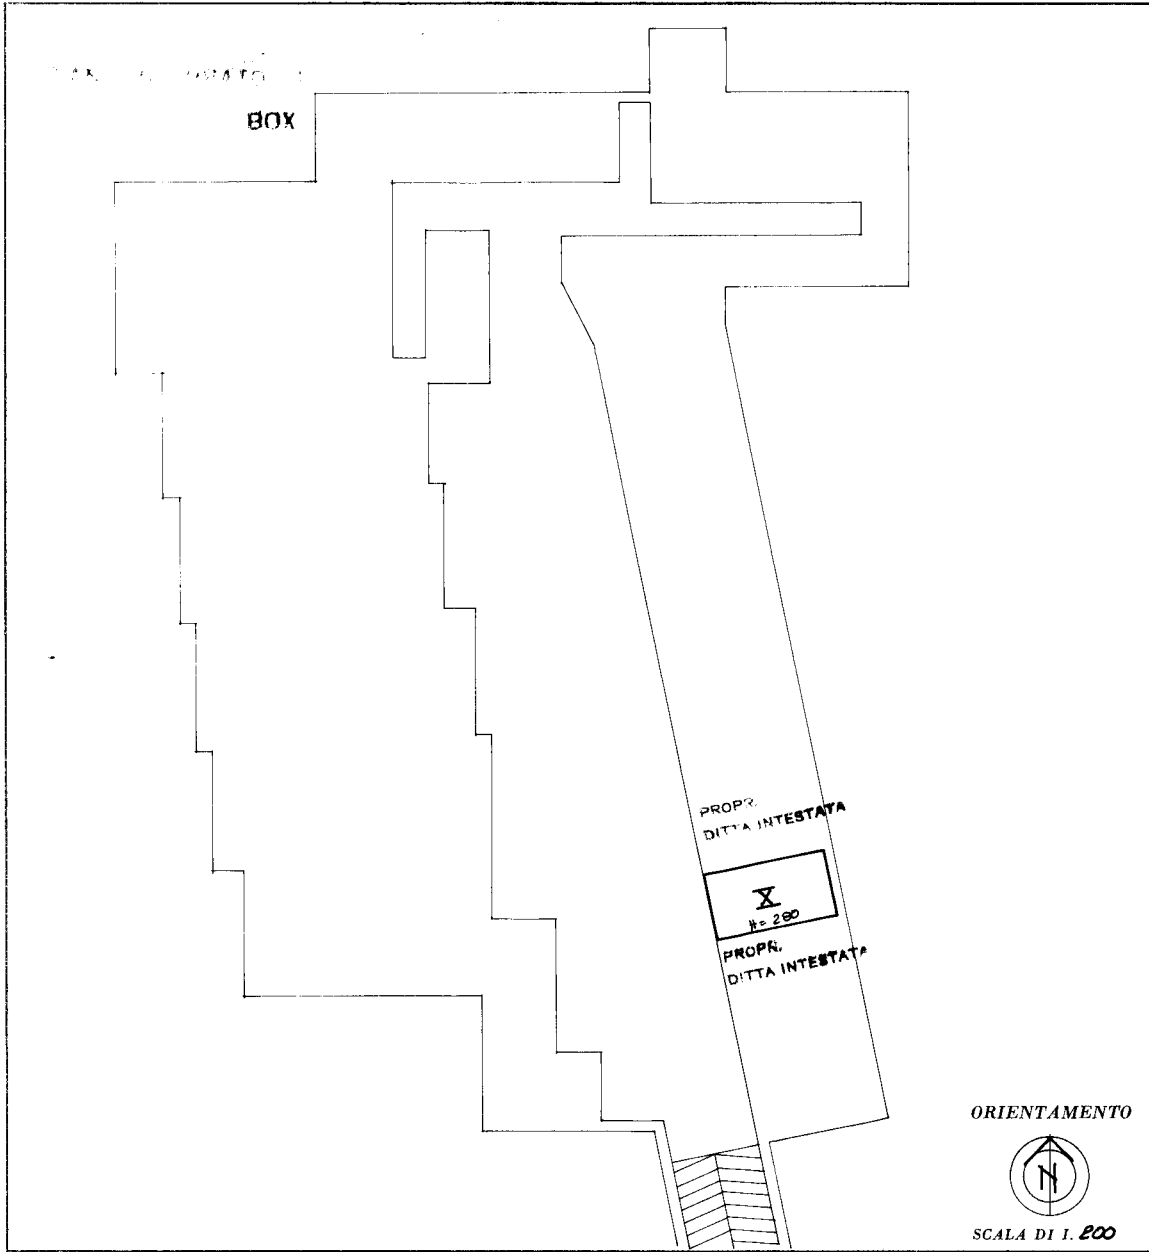 BOX
PROPR.
DITTA INTESTATA
X
H= 280
PROPR.
DITTA INTESTATA
ORIENTAMENTO
N
SCALA DI 1. 200